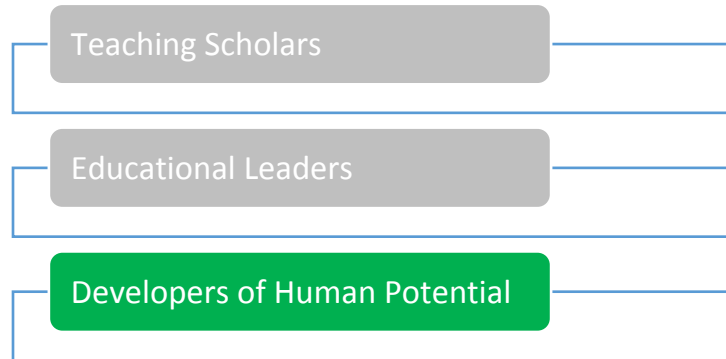 Teaching Scholars
Educational Leaders
Developers of Human Potential